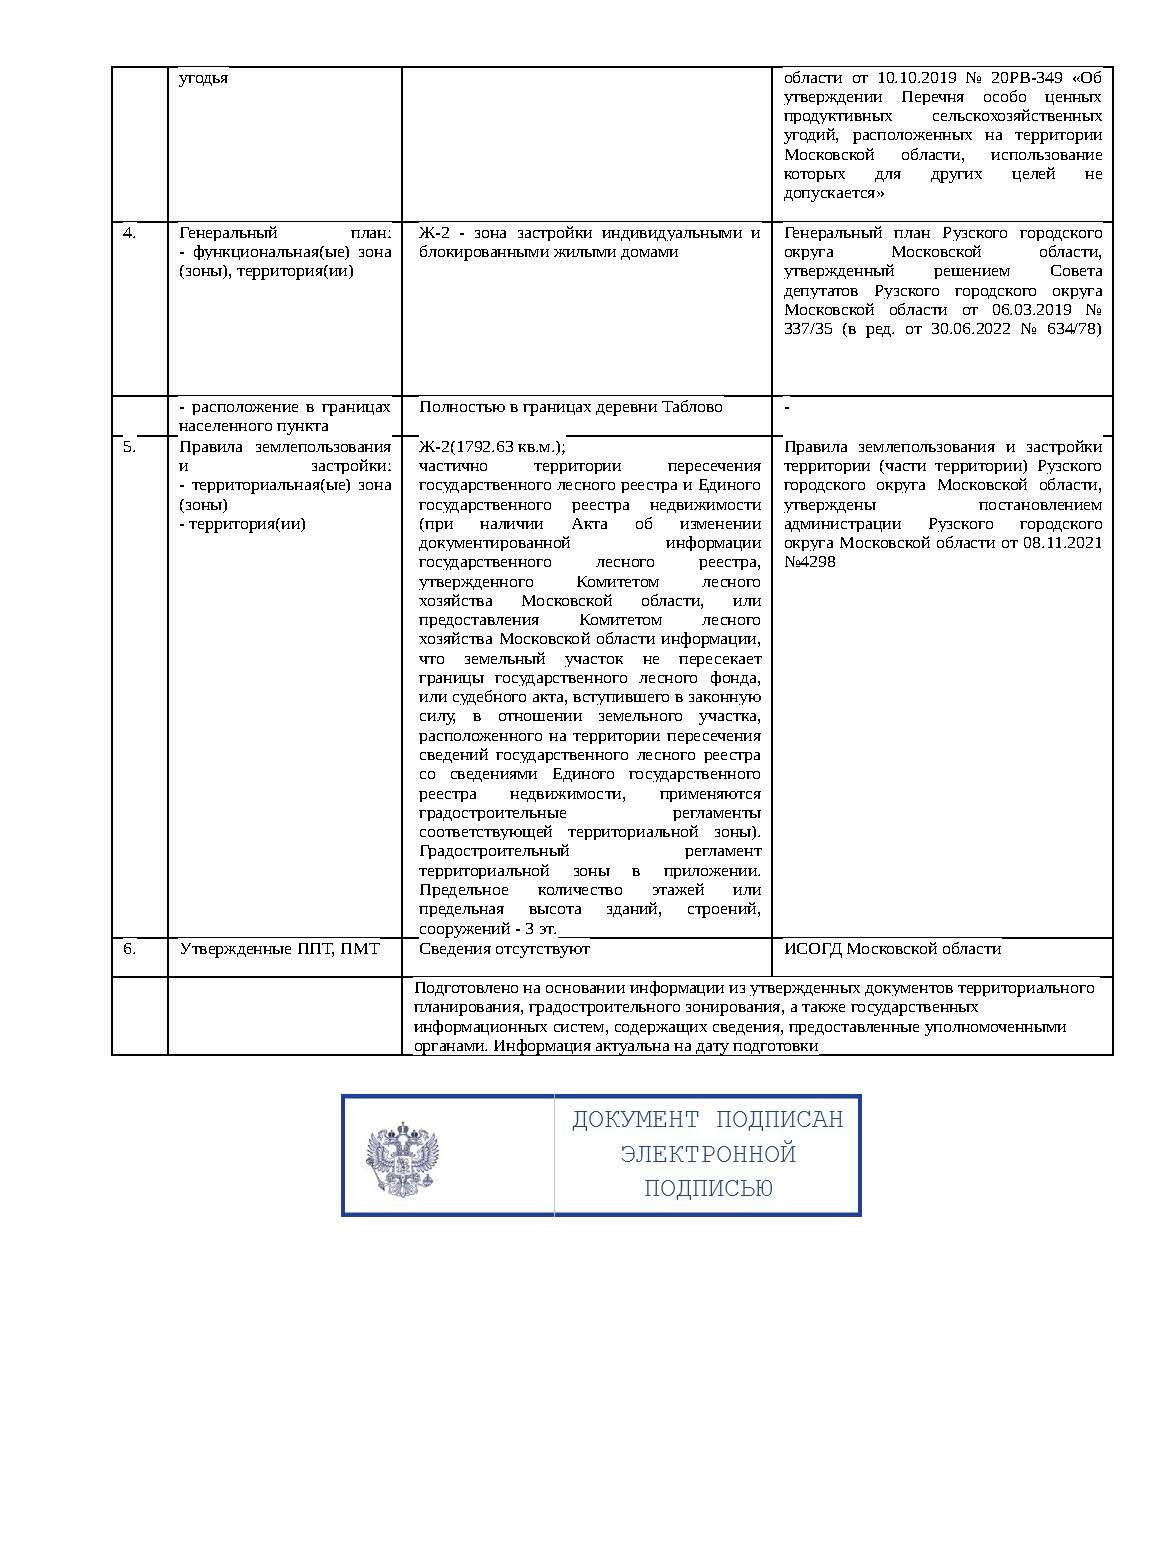 угодья
области от 10.10.2019 № 20РВ-349 «Об
утверждении Перечня особо ценных
продуктивных сельскохозяйственных
угодий, расположенных на территории
Московской области, использование
которых для других целей не
допускается»
4.
Генеральный план:
- функциональная(ые) зона
(зоны), территория(ии)
Ж-2 - зона застройки индивидуальными и
блокированными жилыми домами
Генеральный план Рузского городского
округа Московской области,
утвержденный решением Совета
депутатов Рузского городского округа
Московской области от 06.03.2019 №
337/35 (в ред. от 30.06.2022 № 634/78)
- расположение в границах
населенного пункта
Полностью в границах деревни Таблово
-
5.
Правила землепользования
и застройки:
- территориальная(ые) зона
(зоны)
- территория(ии)
Ж-2(1792.63 кв.м.);
частично территории пересечения
государственного лесного реестра и Единого
государственного реестра недвижимости
(при наличии Акта об изменении
документированной информации
государственного лесного реестра,
утвержденного Комитетом лесного
хозяйства Московской области, или
предоставления Комитетом лесного
хозяйства Московской области информации,
что земельный участок не пересекает
границы государственного лесного фонда,
или судебного акта, вступившего в законную
силу, в отношении земельного участка,
расположенного на территории пересечения
сведений государственного лесного реестра
со сведениями Единого государственного
реестра недвижимости, применяются
градостроительные регламенты
соответствующей территориальной зоны).
Градостроительный регламент
территориальной зоны в приложении.
Предельное количество этажей или
предельная высота зданий, строений,
сооружений - 3 эт.
Правила землепользования и застройки
территории (части территории) Рузского
городского округа Московской области,
утверждены постановлением
администрации Рузского городского
округа Московской области от 08.11.2021
№4298
6.
Утвержденные ППТ, ПМТ
Сведения отсутствуют
ИСОГД Московской области
Подготовлено на основании информации из утвержденных документов территориального
планирования, градостроительного зонирования, а также государственных
информационных систем, содержащих сведения, предоставленные уполномоченными
органами. Информация актуальна на дату подготовки
ДОКУМЕНТ ПОДПИСАН
ЭЛЕКТРОННОЙ
ПОДПИСЬЮ